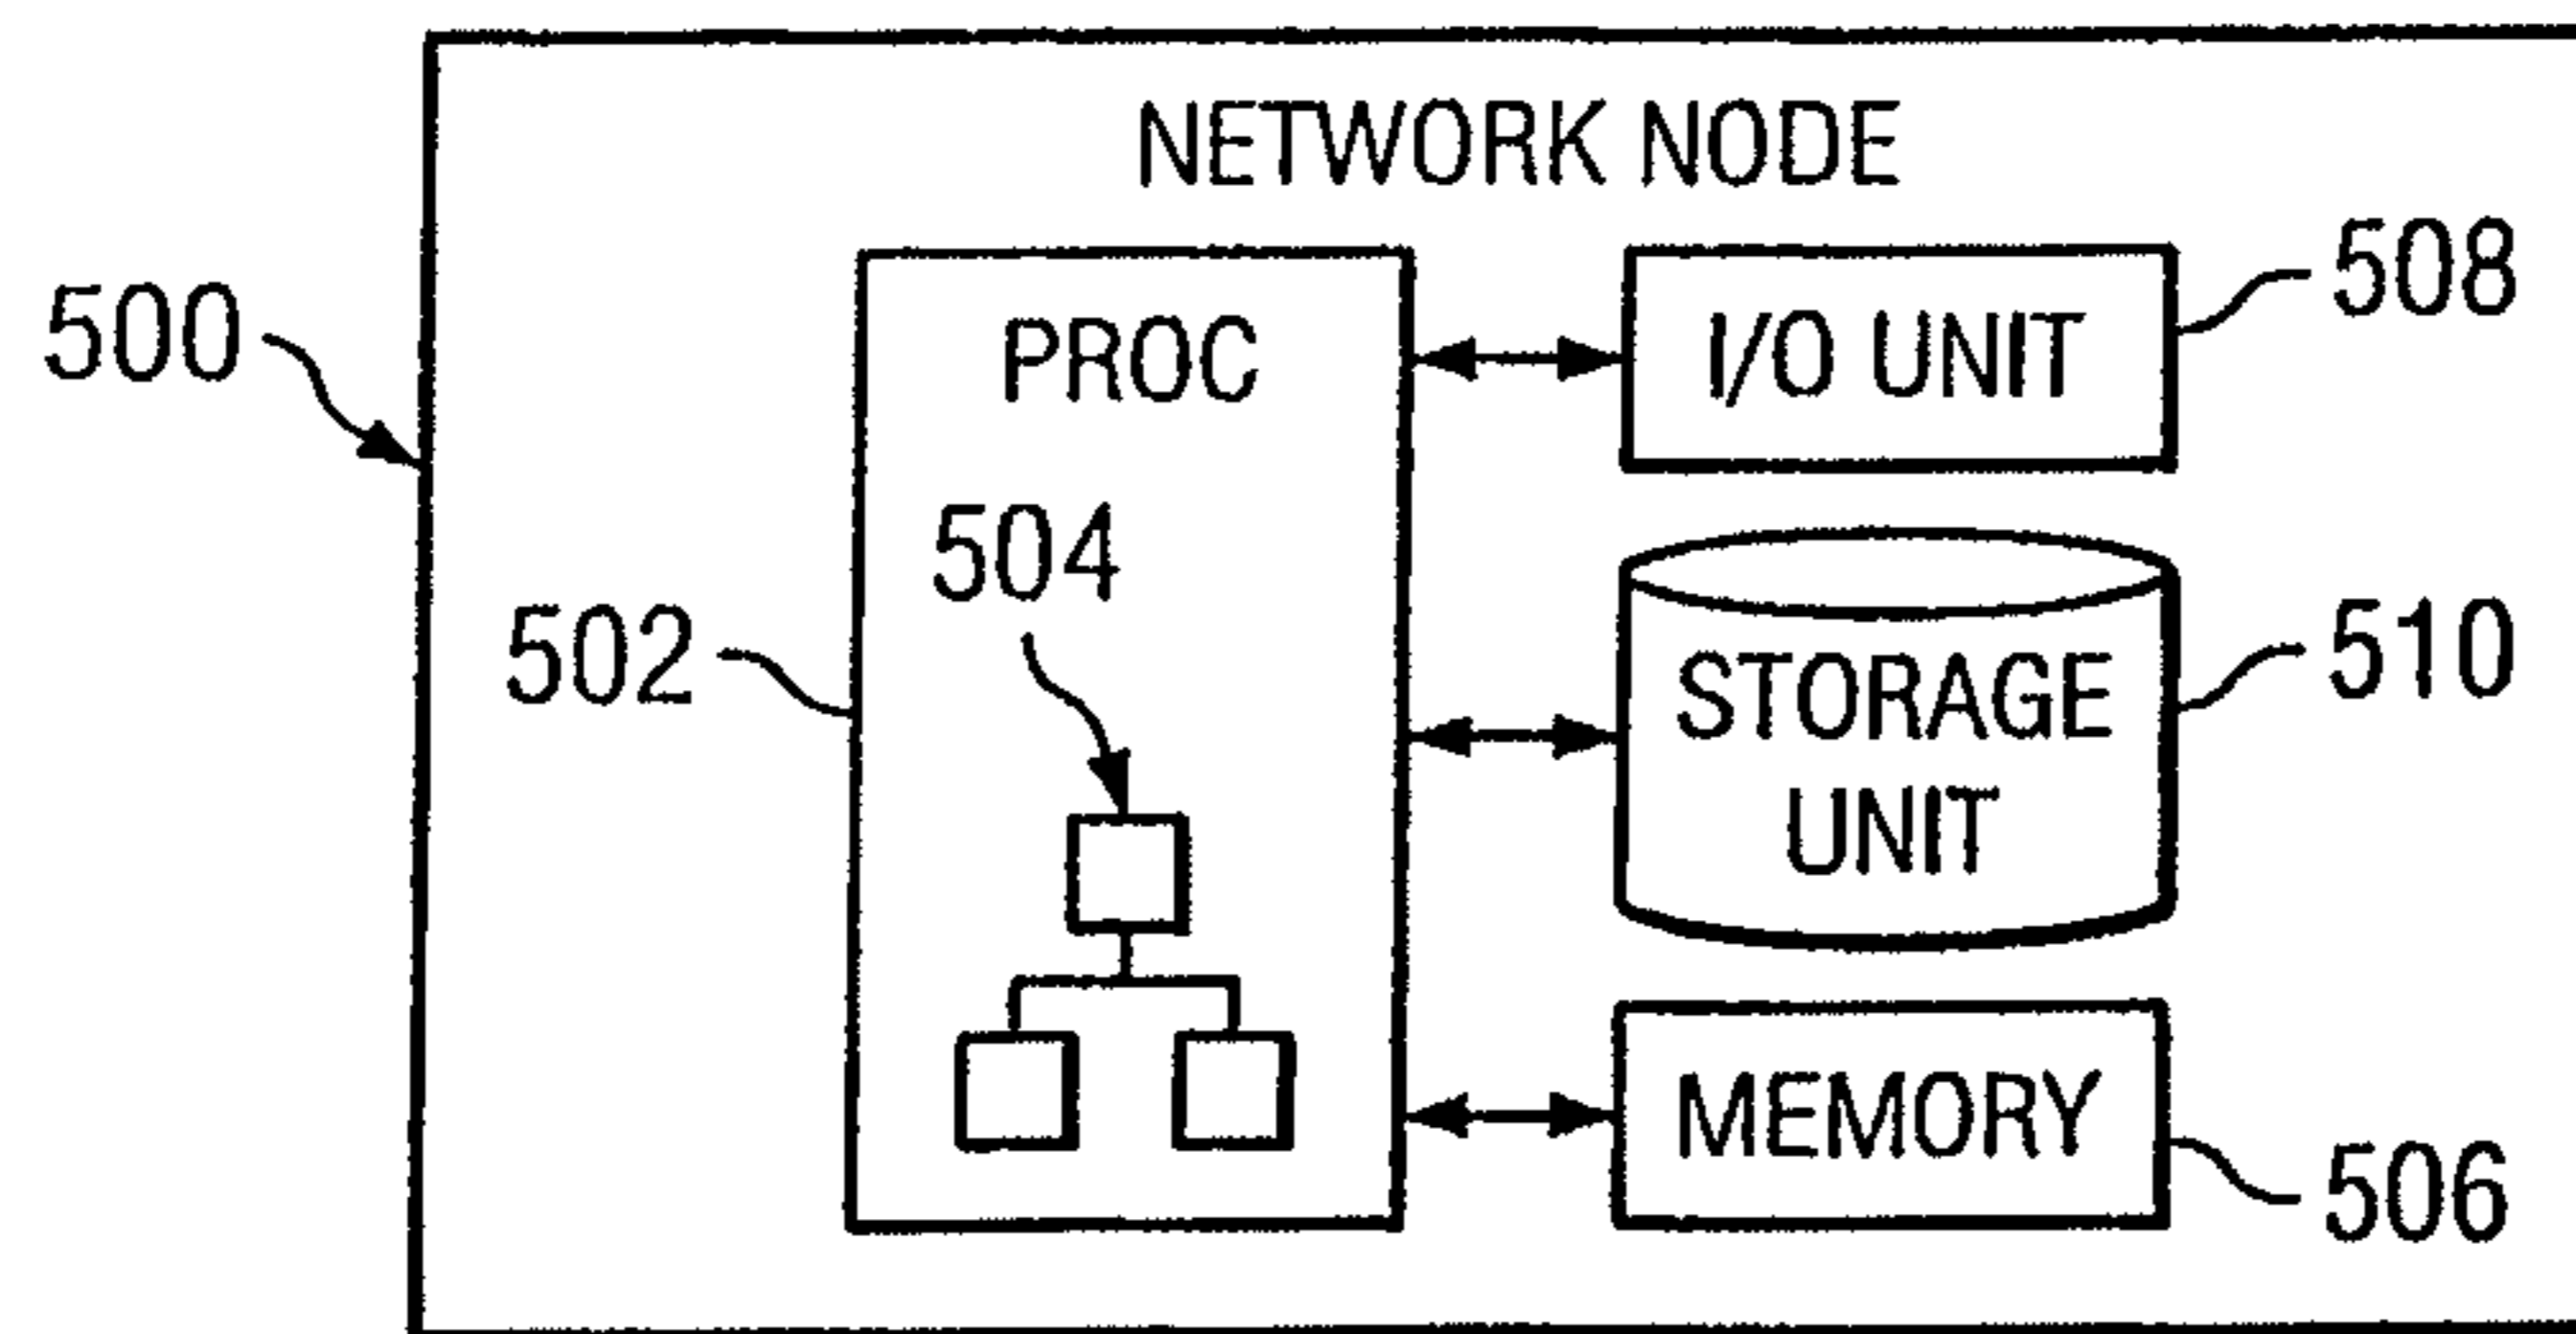 NETWORK NODE
500
PROC
I/O UNIT
508
504
502
STORAGE
UNIT
510
MEMORY
506